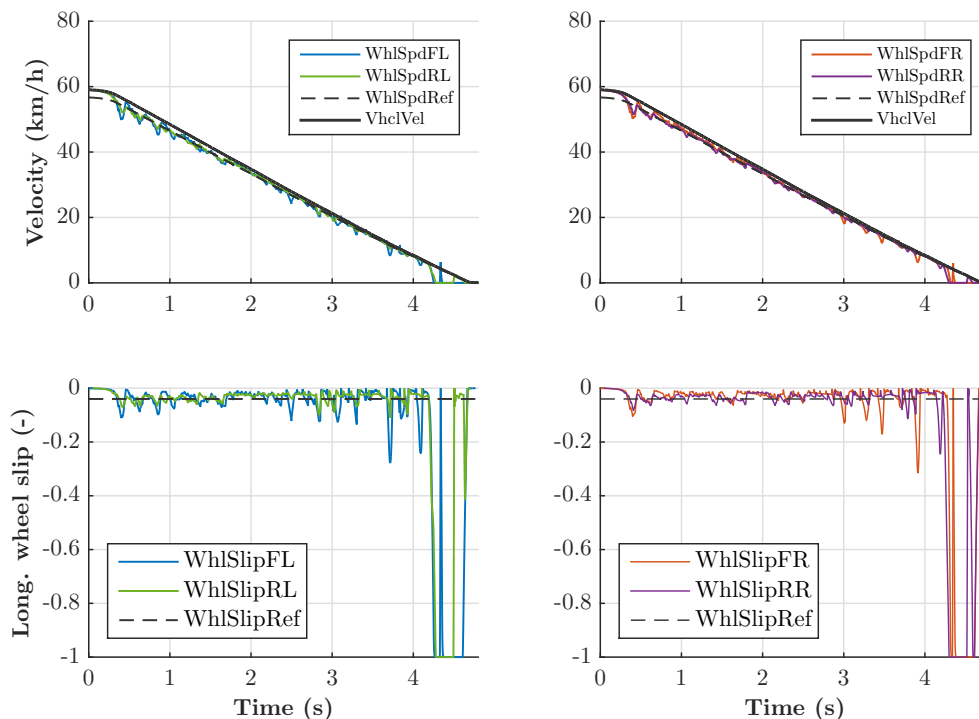 80
60
40
20
0
Velocity (km/h)
WhlSpdFL
WhlSpdRL
WhlSpdRef
VhclVel
0 1 2 3 4
80
60
40
20
0
WhlSpdFR
WhlSpdRR
WhlSpdRef
VhclVel
0 1 2 3 4
0
-0.2
-0.4
-0.6
-0.8
-1
Long. wheel slip (-)
WhlSlipFL
WhlSlipRL
WhlSlipRef
0 1 2 3 4
Time (s)
0
-0.2
-0.4
-0.6
-0.8
-1
WhlSlipFR
WhlSlipRR
WhlSlipRef
0 1 2 3 4
Time (s)